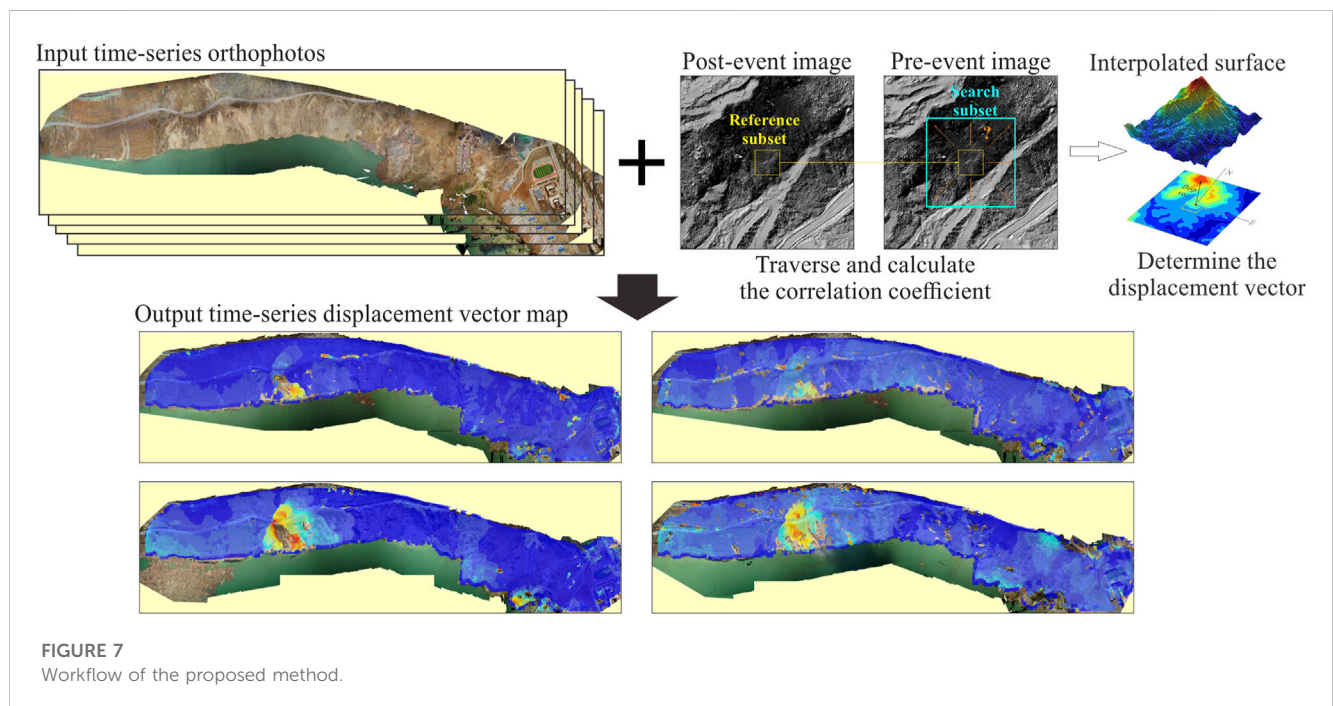 Input time-series orthophotos
Post-event image
Pre-event image
Interpolated surface
Reference
subset
Search
subset
?
N
E
Traverse and calculate
the correlation coefficient
Determine the
displacement vector
Output time-series displacement vector map
FIGURE 7
Workflow of the proposed method.